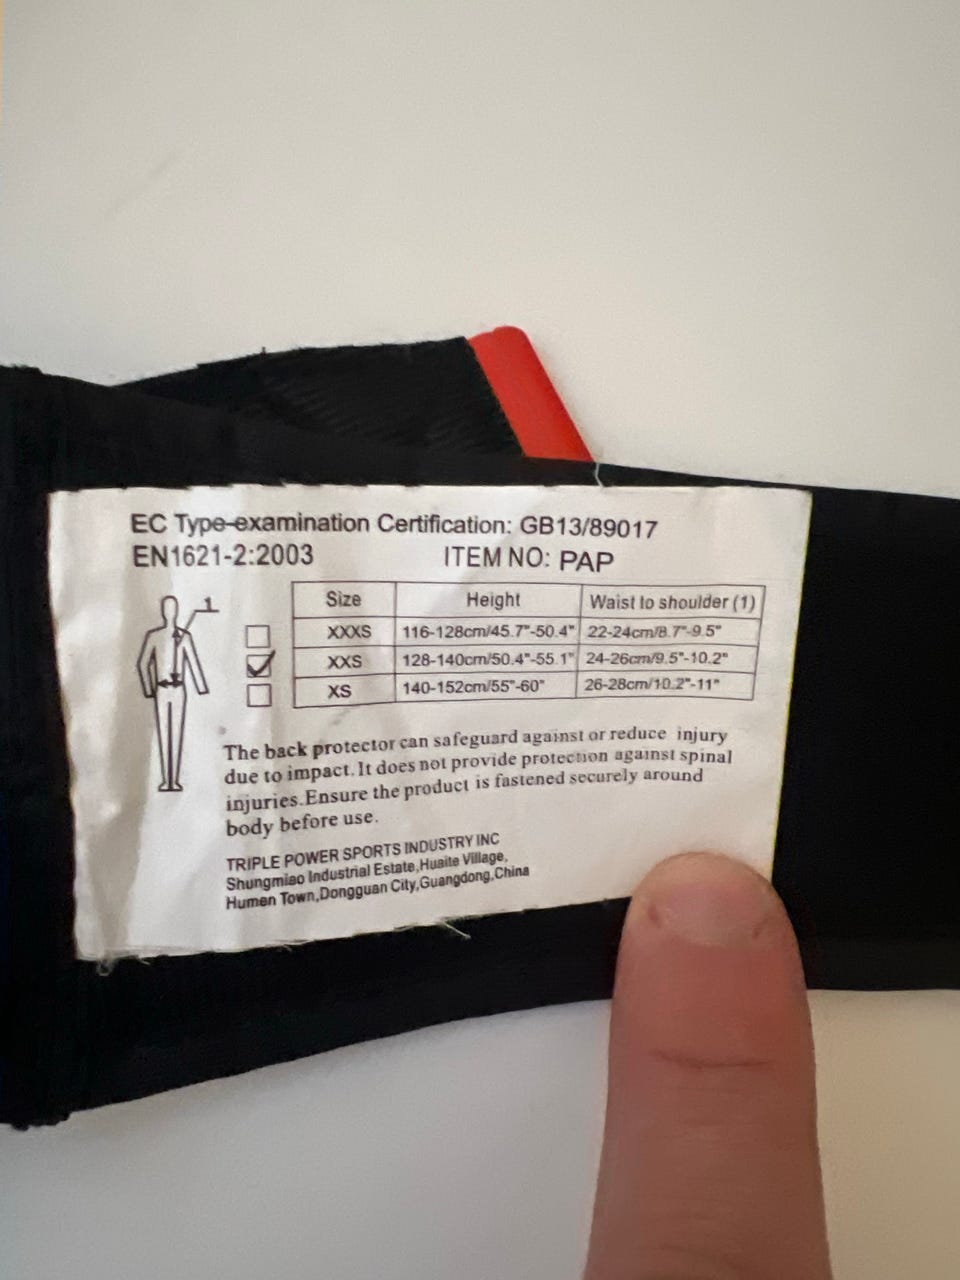 EC Type-examination Certification: GB13/89017
EN1621-2:2003 ITEM NO: PAP
1
Size Height Waist to shoulder (1)
XXXS 116-128cm/45.7"-50.4" 22-24cm/8.7"-9.5"
XXS 128-140cm/50.4"-55.1" 24-26cm/9.5"-10.2"
XS 140-152cm/55"-60" 26-28cm/10.2"-11"
The back protector can safeguard against or reduce injury
due to impact. It does not provide protection against spinal
injuries.Ensure the product is fastened securely around
body before use.
TRIPLE POWER SPORTS INDUSTRY INC
Shungmiao Industrial Estate,Huaite Village,
Humen Town,Dongguan City,Guangdong,China